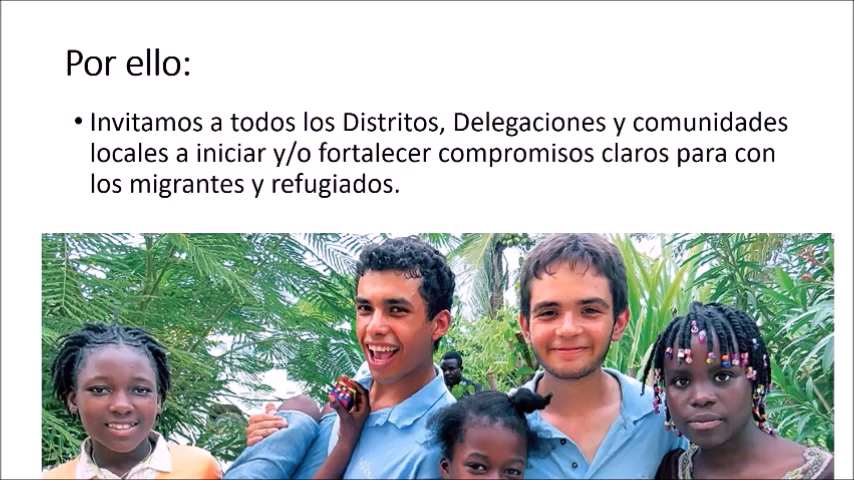 Por ello:
• Invitamos a todos los Distritos, Delegaciones y comunidades
locales a iniciar y/o fortalecer compromisos claros para con
los migrantes y refugiados.